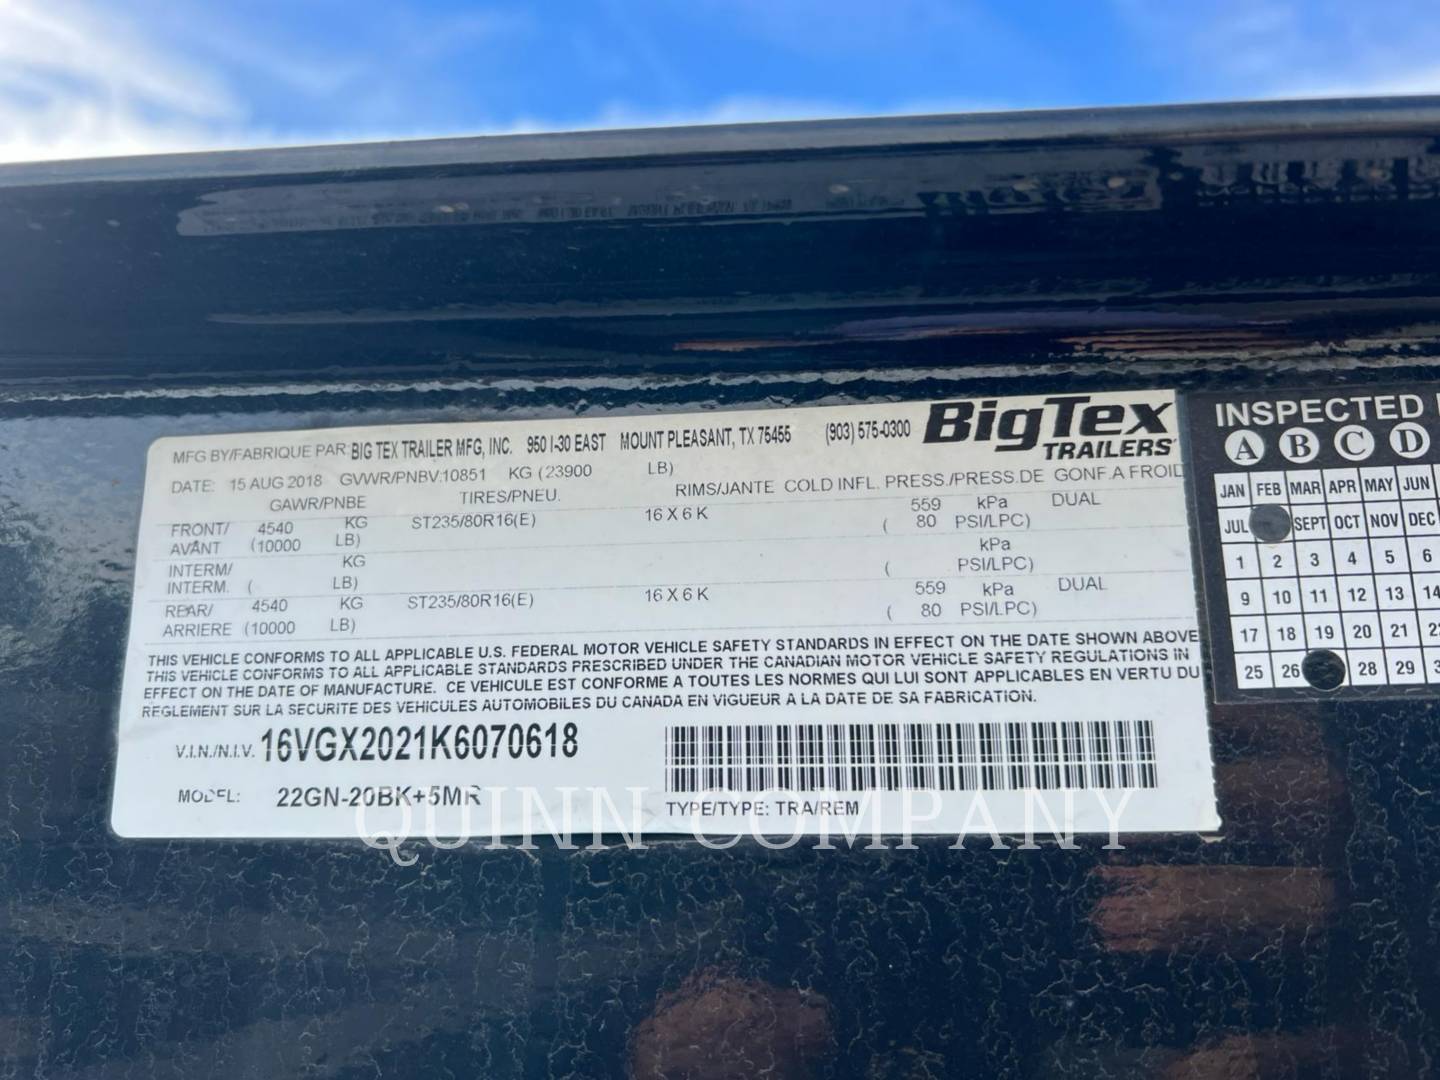 MFG BY/FABRIQUE PAR: BIG TEX TRAILER MFG, INC. 950 I-30 EAST MOUNT PLEASANT, TX 75455 (903) 575-0300 BigTex
TRAILERS
DATE: 15 AUG 2018 GVWR/PNBV:10851 KG (23900 LB)
GAWR/PNBE TIRES/PNEU. RIMS/JANTE COLD INFL. PRESS./PRESS.DE GONF.A FROID
FRONT/ 4540 KG ST235/80R16(E) 16 X 6 K 559 kPa DUAL
AVANT (10000 LB) ( 80 PSI/LPC)
INTERM/ KG kPa
INTERM. ( LB) ( PSI/LPC)
REAR/ 4540 KG ST235/80R16(E) 16 X 6 K 559 kPa DUAL
ARRIERE (10000 LB) ( 80 PSI/LPC)
THIS VEHICLE CONFORMS TO ALL APPLICABLE U.S. FEDERAL MOTOR VEHICLE SAFETY STANDARDS IN EFFECT ON THE DATE SHOWN ABOVE
THIS VEHICLE CONFORMS TO ALL APPLICABLE STANDARDS PRESCRIBED UNDER THE CANADIAN MOTOR VEHICLE SAFETY REGULATIONS IN
EFFECT ON THE DATE OF MANUFACTURE. CE VEHICULE EST CONFORME A TOUTES LES NORMES QUI LUI SONT APPLICABLES EN VERTU DU
REGLEMENT SUR LA SECURITE DES VEHICULES AUTOMOBILES DU CANADA EN VIGUEUR A LA DATE DE SA FABRICATION.
V.I.N./N.I.V. 16VGX2021K6070618
MODEL: 22GN-20BK+5MR
TYPE/TYPE: TRA/REM
QUINN COMPANY
INSPECTED
A B C D
JAN FEB MAR APR MAY JUN
JUL SEPT OCT NOV DEC
1 2 3 4 5 6
9 10 11 12 13 14
17 18 19 20 21
25 26 28 29